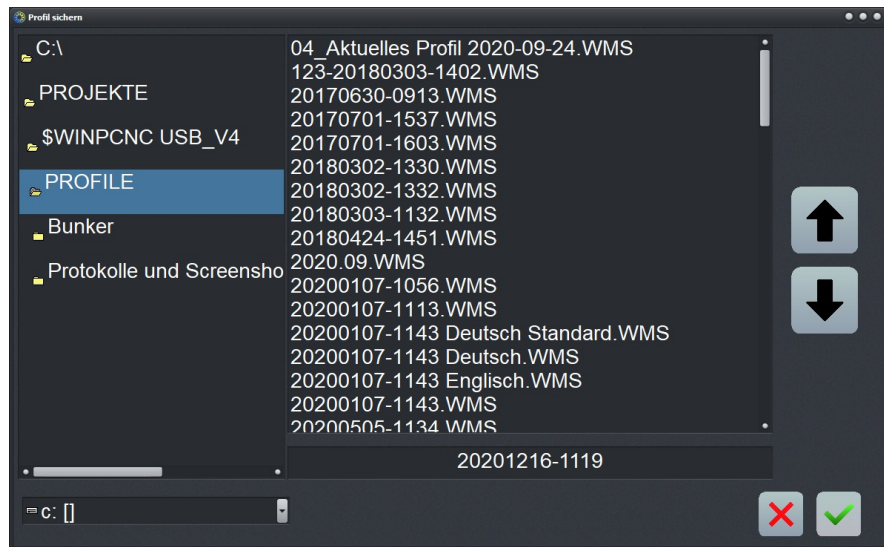 Profil sichern
C:\
PROJEKTE
$WINPCNC USB_V4
PROFILE
Bunker
Protokolle und Screensho
04_Aktuelles Profil 2020-09-24.WMS
123-20180303-1402.WMS
20170630-0913.WMS
20170701-1537.WMS
20170701-1603.WMS
20180302-1330.WMS
20180302-1332.WMS
20180303-1132.WMS
20180424-1451.WMS
2020.09.WMS
20200107-1056.WMS
20200107-1113.WMS
20200107-1143 Deutsch Standard.WMS
20200107-1143 Deutsch.WMS
20200107-1143 Englisch.WMS
20200107-1143.WMS
20200505-1134.WMS
20201216-1119
c: []